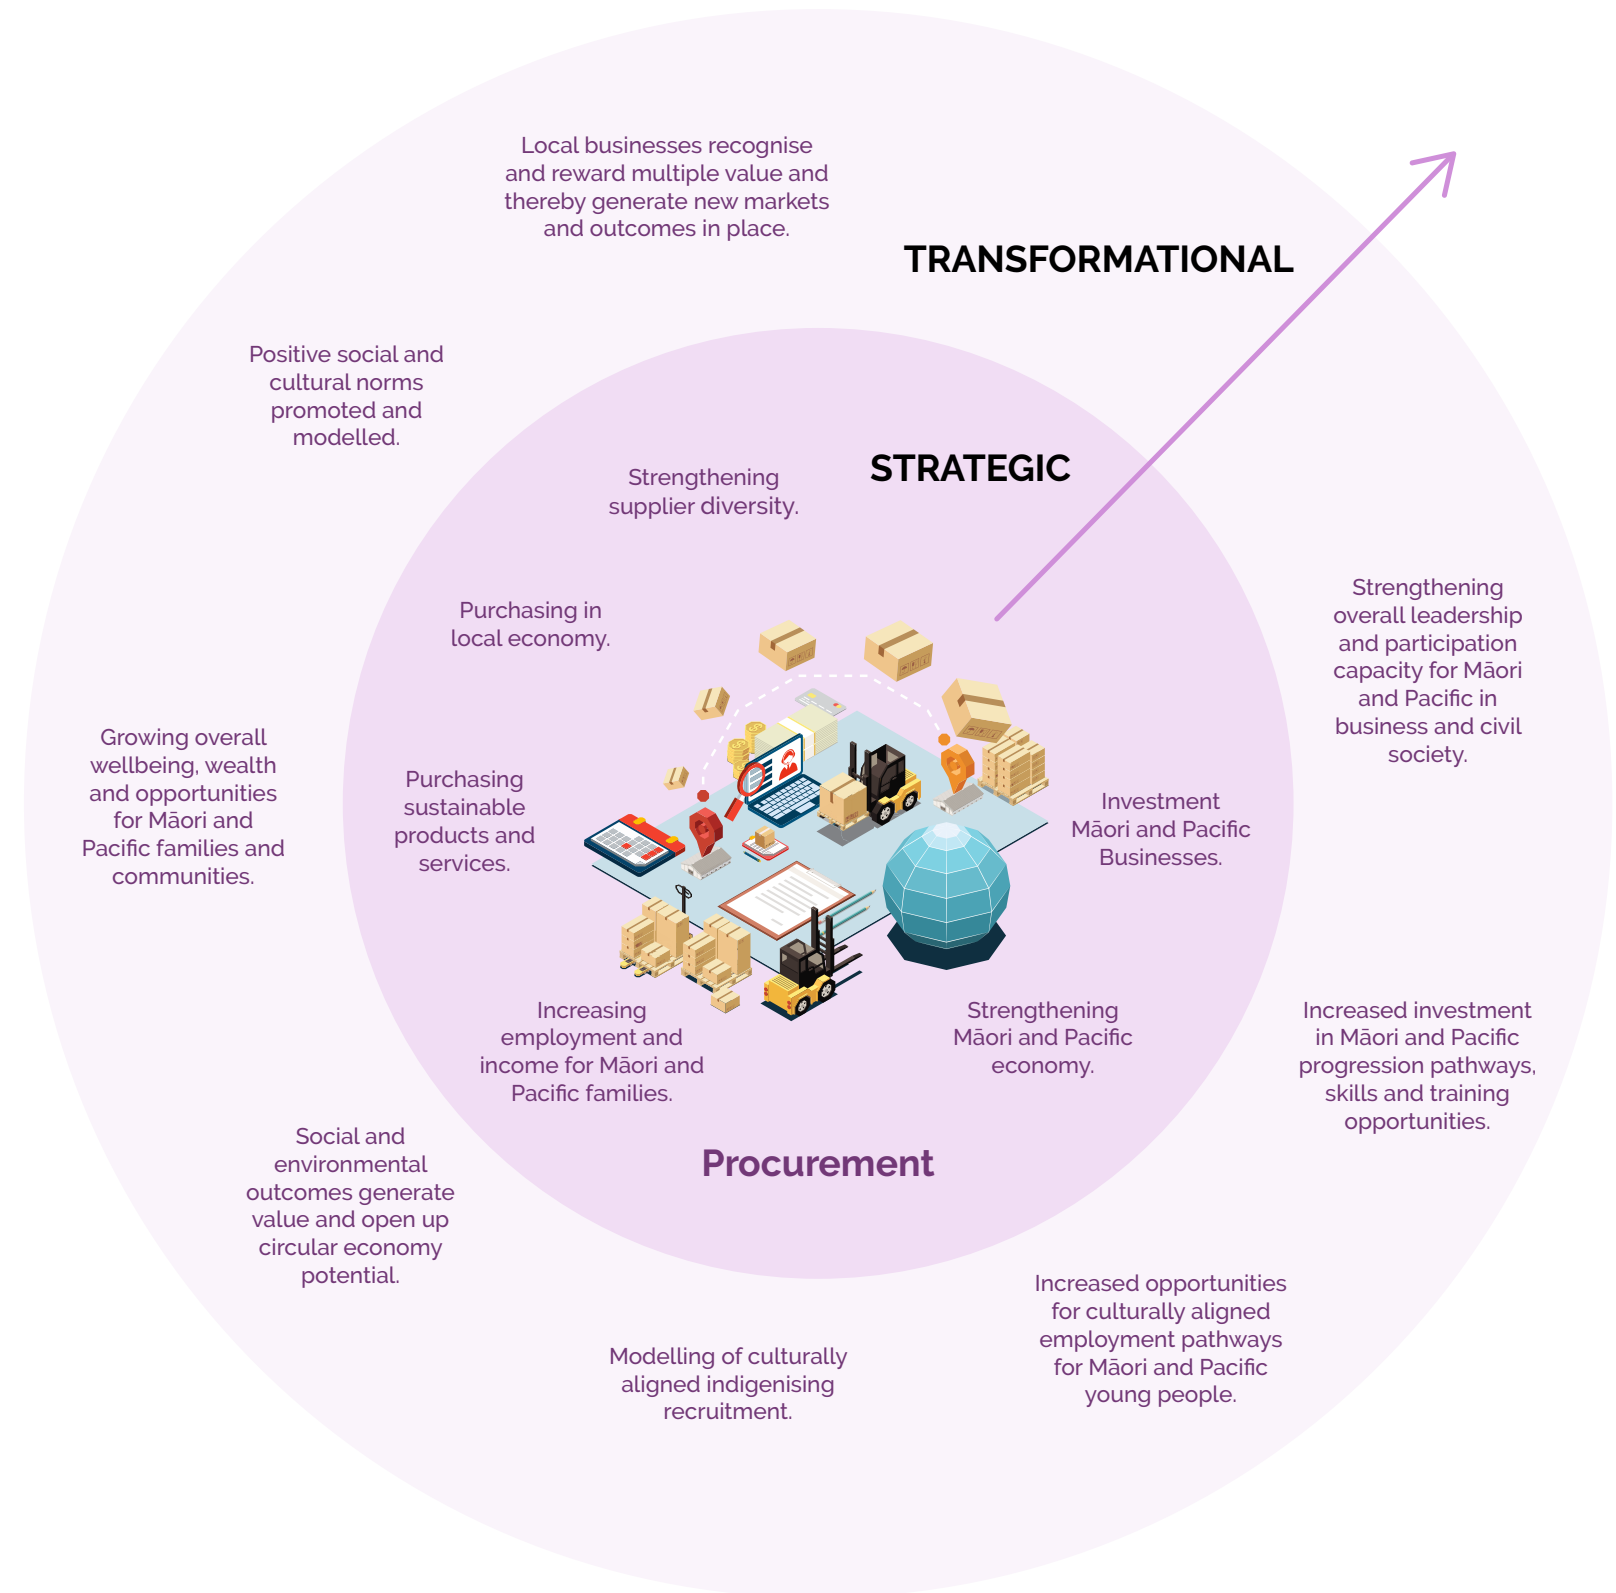 Local businesses recognise
and reward multiple value and
thereby generate new markets
and outcomes in place.
TRANSFORMATIONAL
Positive social and
cultural norms
promoted and
modelled.
STRATEGIC
Strengthening
supplier diversity.
Purchasing in
local economy.
Strengthening
overall leadership
and participation
capacity for Māori
and Pacific in
business and civil
society.
Growing overall
wellbeing, wealth
and opportunities
for Māori and
Pacific families and
communities.
Purchasing
sustainable
products and
services.
Investment
Māori and Pacific
Businesses.
Increasing
employment and
income for Māori and
Pacific families.
Strengthening
Māori and Pacific
economy.
Increased investment
in Māori and Pacific
progression pathways,
skills and training
opportunities.
Social and
environmental
outcomes generate
value and open up
circular economy
potential.
Procurement
Increased opportunities
for culturally aligned
employment pathways
for Māori and Pacific
young people.
Modelling of culturally
aligned indigenising
recruitment.